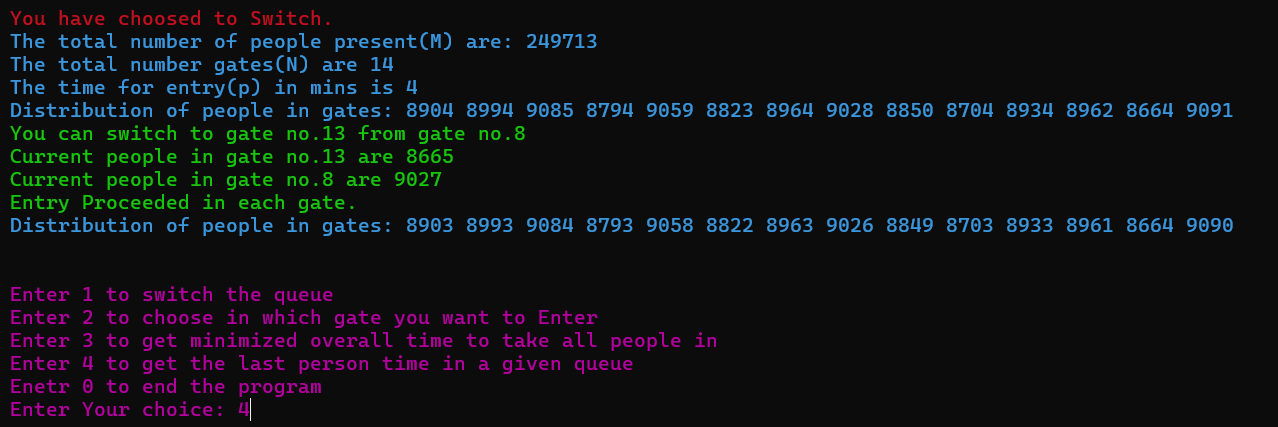 You have choosed to Switch.
The total number of people present(M) are: 249713
The total number gates(N) are 14
The time for entry(p) in mins is 4
Distribution of people in gates: 8904 8994 9085 8794 9059 8823 8964 9028 8850 8704 8934 8962 8664 9091
You can switch to gate no.13 from gate no.8
Current people in gate no.13 are 8665
Current people in gate no.8 are 9027
Entry Proceeded in each gate.
Distribution of people in gates: 8903 8993 9084 8793 9058 8822 8963 9026 8849 8703 8933 8961 8664 9090
Enter 1 to switch the queue
Enter 2 to choose in which gate you want to Enter
Enter 3 to get minimized overall time to take all people in
Enter 4 to get the last person time in a given queue
Enetr 0 to end the program
Enter Your choice: 4